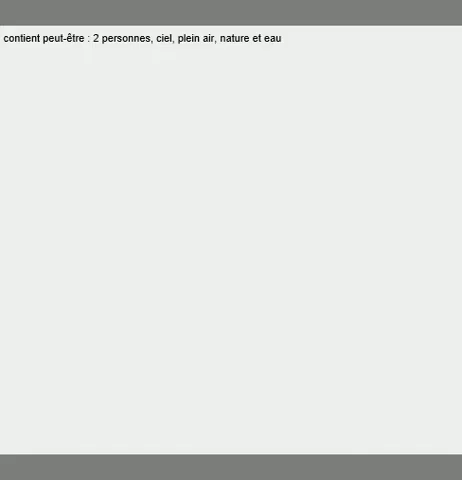 contient peut-être : 2 personnes, ciel, plein air, nature et eau